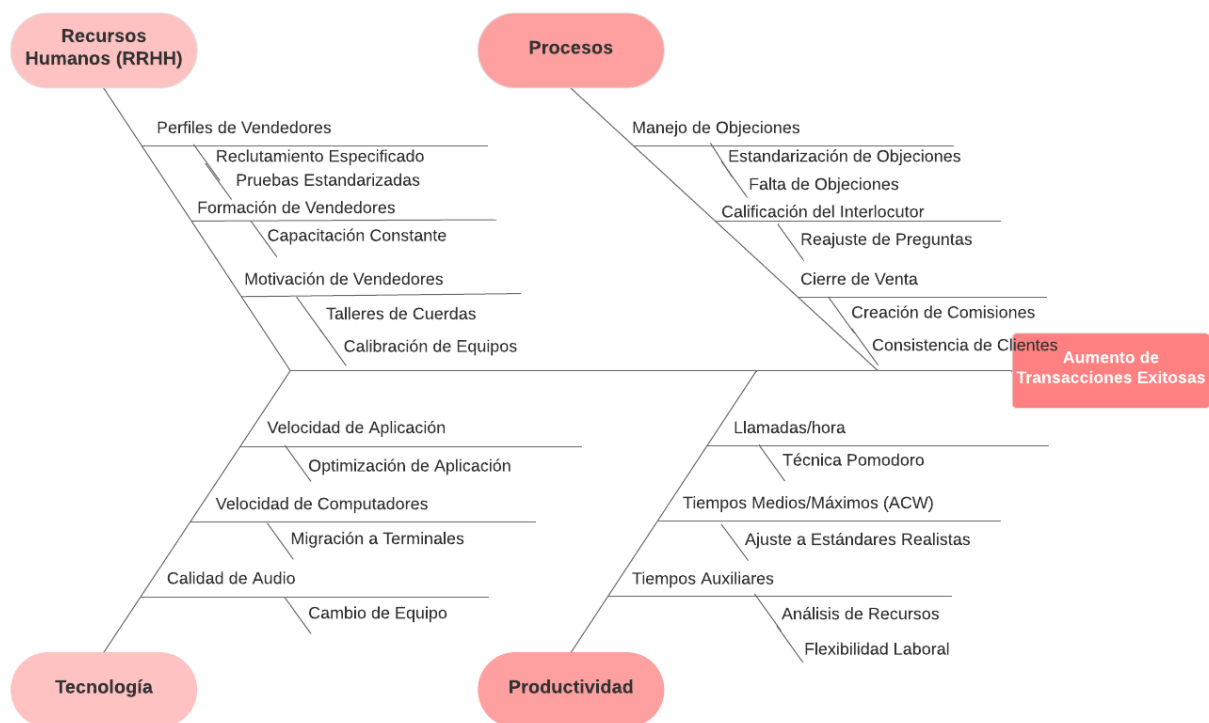 Recursos
Humanos (RRHH)
Procesos
Perfiles de Vendedores
Reclutamiento Especificado
Pruebas Estandarizadas
Formación de Vendedores
Capacitación Constante
Motivación de Vendedores
Talleres de Cuerdas
Calibración de Equipos
Manejo de Objeciones
Estandarización de Objeciones
Falta de Objeciones
Calificación del Interlocutor
Reajuste de Preguntas
Cierre de Venta
Creación de Comisiones
Consistencia de Clientes
Aumento de
Transacciones Exitosas
Velocidad de Aplicación
Optimización de Aplicación
Velocidad de Computadores
Migración a Terminales
Calidad de Audio
Cambio de Equipo
Llamadas/hora
Técnica Pomodoro
Tiempos Medios/Máximos (ACW)
Ajuste a Estándares Realistas
Tiempos Auxiliares
Análisis de Recursos
Flexibilidad Laboral
Tecnología
Productividad